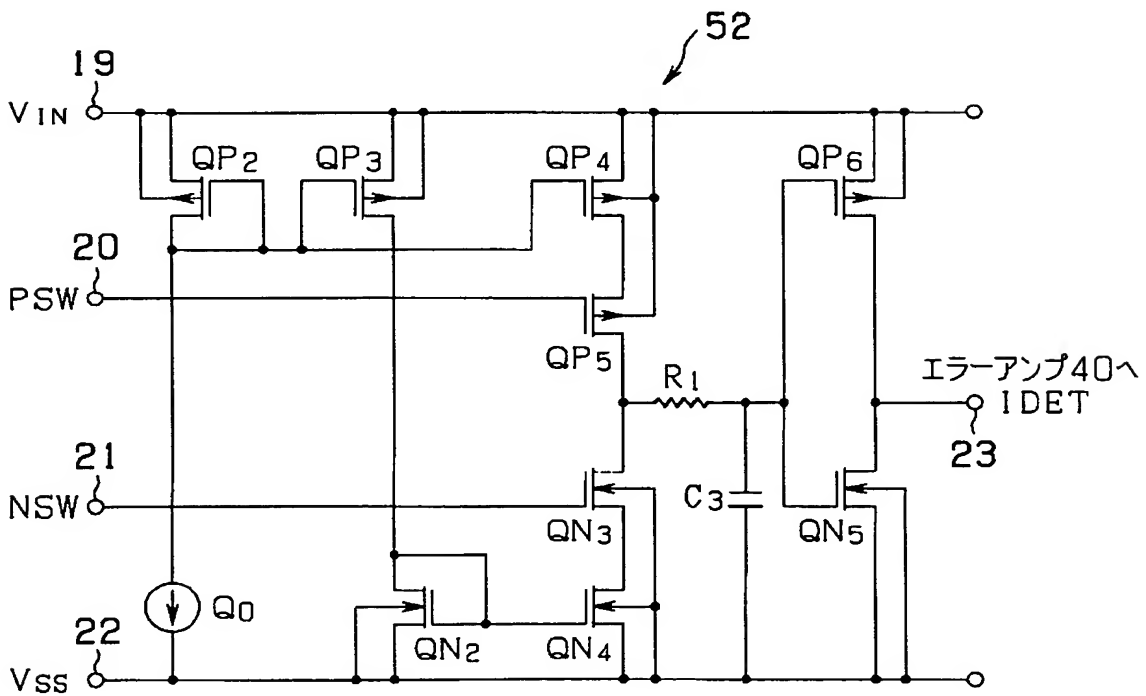 52
19
VIN
QP2
QP3
QP4
QP6
20
PSW
QP5
R1
エラーアンプ40へ
IDET
23
21
NSW
QN3
C3
QN5
Q0
QN2
QN4
22
VSS